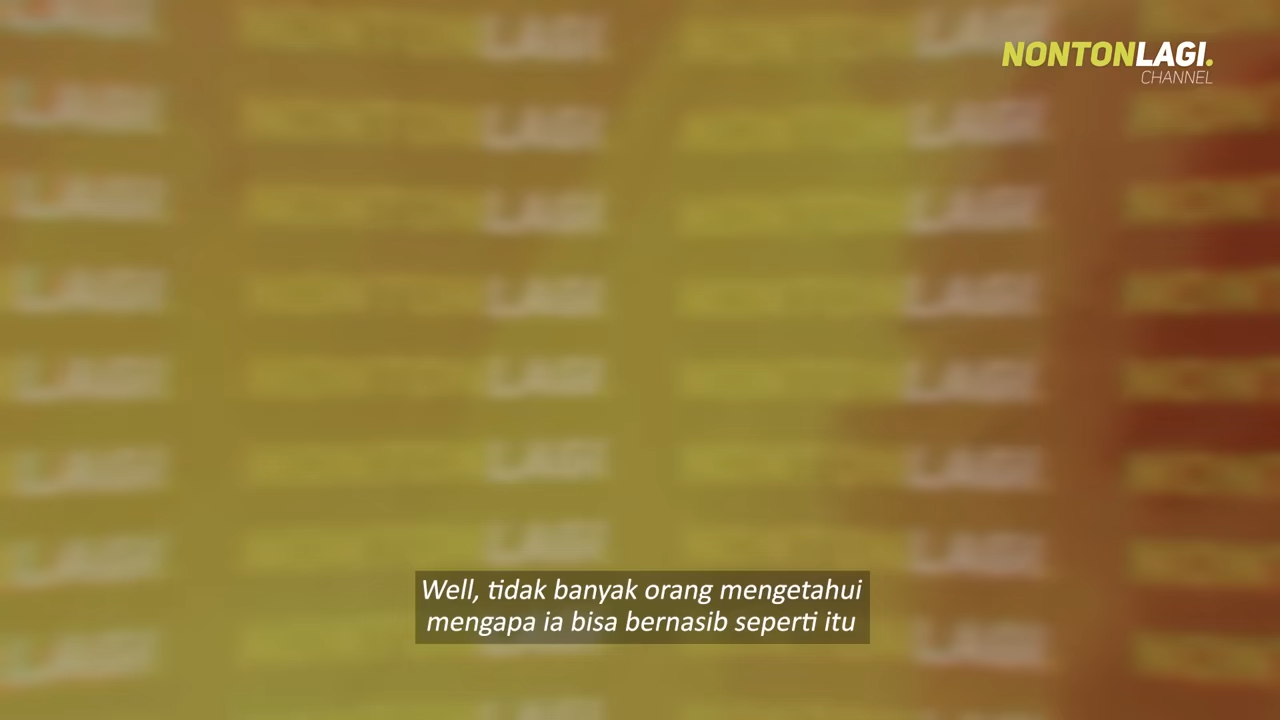 NONTONLAGI.
CHANNEL
Well, tidak banyak orang mengetahui
mengapa ia bisa bernasib seperti itu